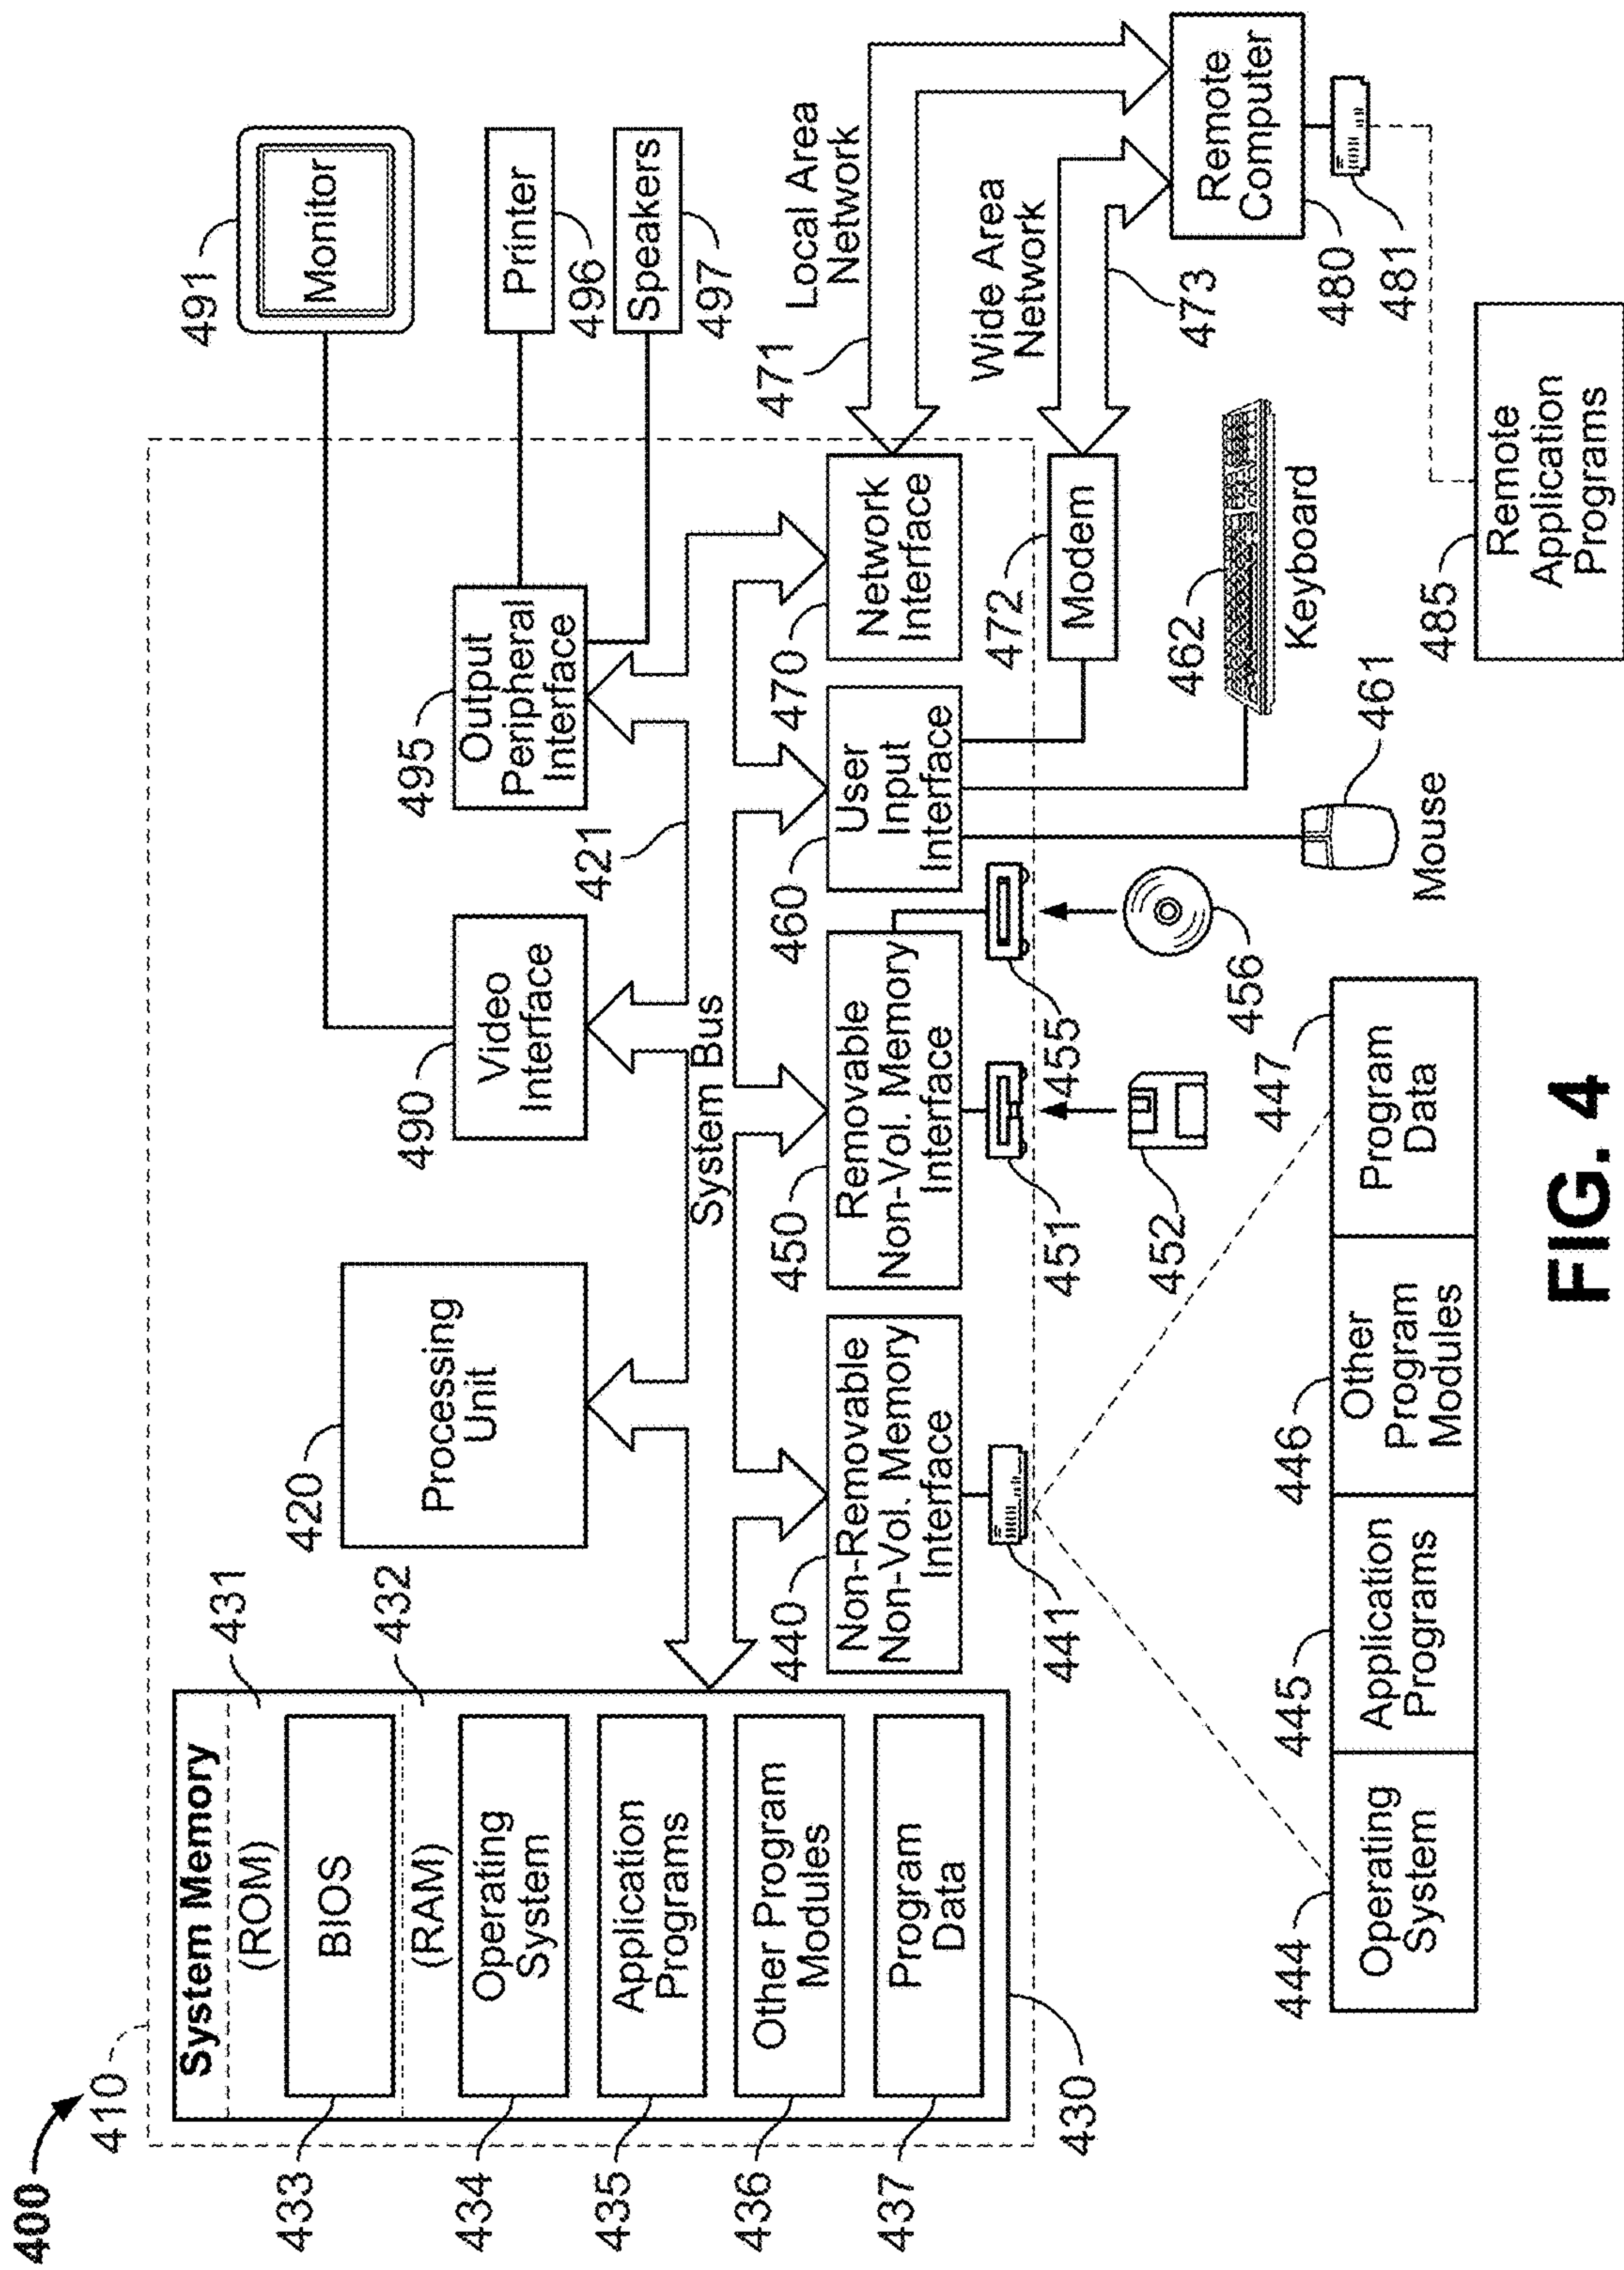 400
410
System Memory
(ROM)
431
BIOS
433
(RAM)
432
Operating
System
434
Application
Programs
435
Other Program
Modules
436
Program
Data
437
430
420
Processing
Unit
490
Video
Interface
495
Output
Peripheral
Interface
421
System Bus
491
Monitor
Printer
496
Speakers
497
440
Non-Removable
Non-Vol. Memory
Interface
441
450
Removable
Non-Vol. Memory
Interface
451
455
452
456
460
User
Input
Interface
470
Network
Interface
471
Local Area
Network
472
Modem
Wide Area
Network
473
Remote
Computer
480
481
462
Keyboard
461
Mouse
444
Operating
System
445
Application
Programs
446
Other
Program
Modules
447
Program
Data
485
Remote
Application
Programs
FIG. 4